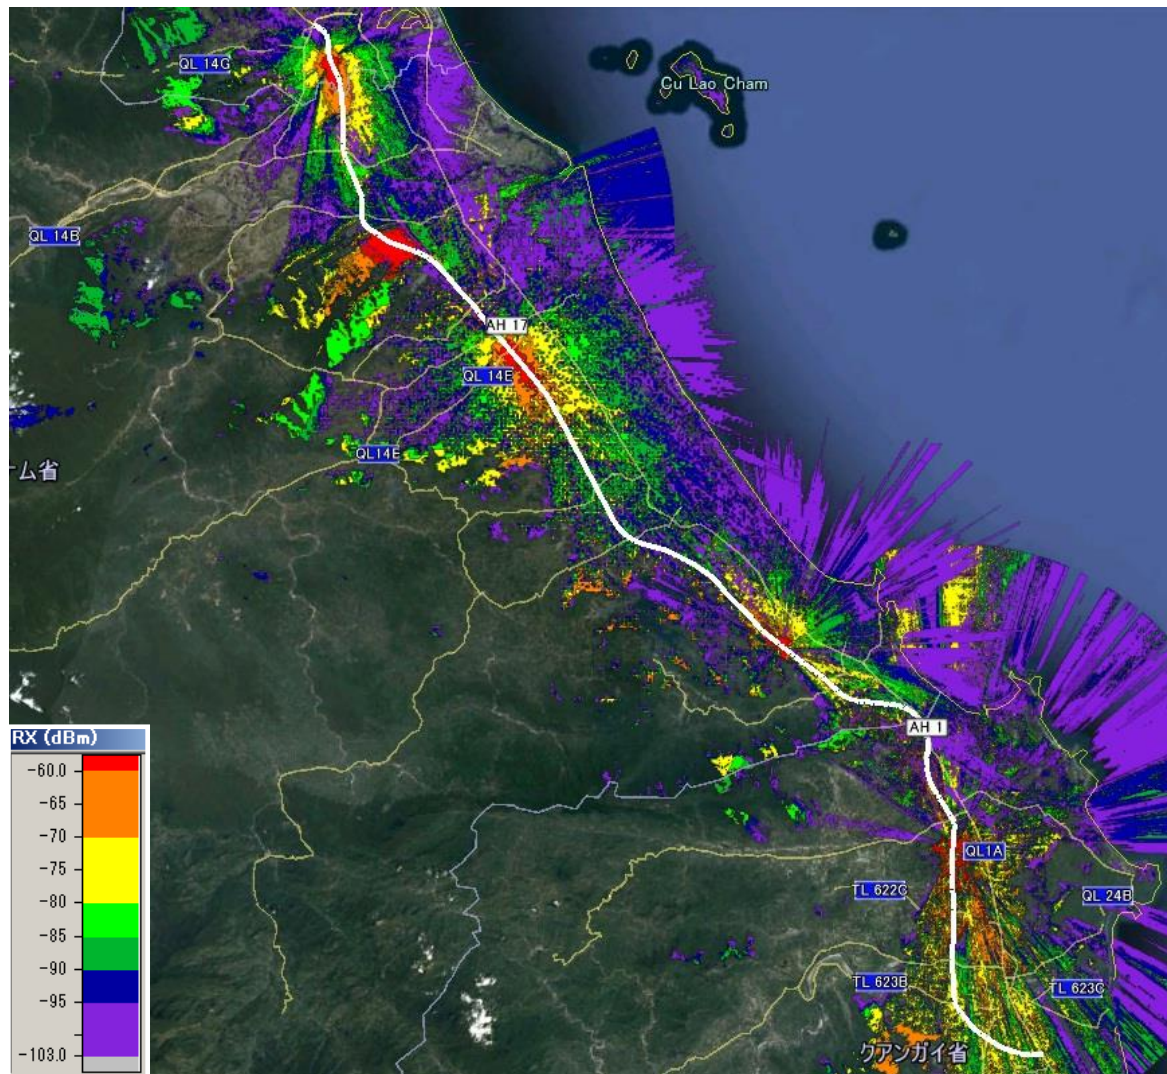 QL 14G
Cu Lao Cham
QL 14B
AH 17
QL 14E
QL14E
ナム省
AH 1
RX (dBm)
-60.0
-65
-70
-75
-80
-85
-90
-95
-103.0
QL1A
TL 622C
QL 24B
TL 623B
TL 623C
クアンガイ省